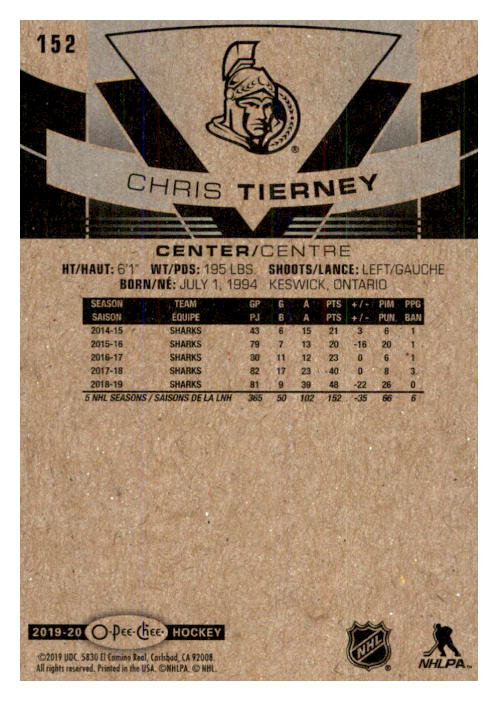 152
CHRIS TIERNEY
CENTER/CENTRE
HT/HAUT: 6'1" WT/PDS: 195 LBS. SHOOTS/LANCE: LEFT/GAUCHE
BORN/NÉ: JULY 1, 1994 KESWICK, ONTARIO
SEASON TEAM GP G A PTS +/- PIM PPG
SAISON ÉQUIPE PJ B A PTS +/- PUN. BAN
2014-15 SHARKS 43 6 15 21 3 6 1
2015-16 SHARKS 79 7 13 20 -16 20 1
2016-17 SHARKS 80 11 12 23 0 6 1
2017-18 SHARKS 82 17 23 40 0 8 3
2018-19 SHARKS 81 9 39 48 -22 26 0
5 NHL SEASONS / SAISONS DE LA LNH 365 50 102 152 -35 66 6
2019-20 O-Pee-Chee HOCKEY
©2019 UDC. 5830 El Camino Real, Carlsbad, CA 92008.
All rights reserved. Printed in the USA. ©NHLPA. © NHL.
NHL ®
NHLPA™
®